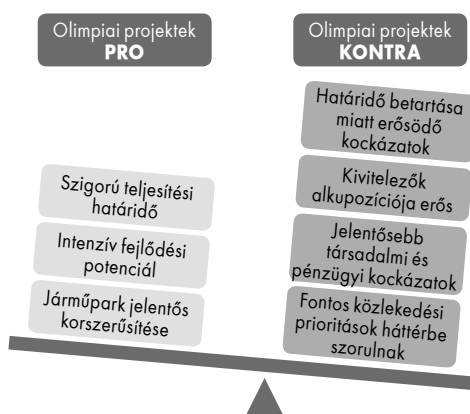 Olimpiai projektek
PRO
Szigorú teljesítési
határidő
Intenzív fejlődési
potenciál
Járműpark jelentős
korszerűsítése
Olimpiai projektek
KONTRA
Határidő betartása
miatt erősödő
kockázatok
Kivitelezők
alkupozíciója erős
Jelentősebb
társadalmi és
pénzügyi kockázatok
Fontos közlekedési
prioritások háttérbe
szorulnak